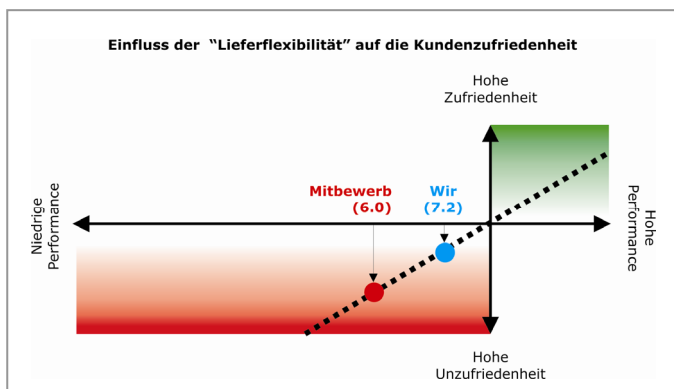 Einfluss der “Lieferflexibilität” auf die Kundenzufriedenheit
Hohe
Zufriedenheit
Mitbewerb
(6.0)
Wir
(7.2)
Niedrige
Performance
Hohe
Performance
Hohe
Unzufriedenheit